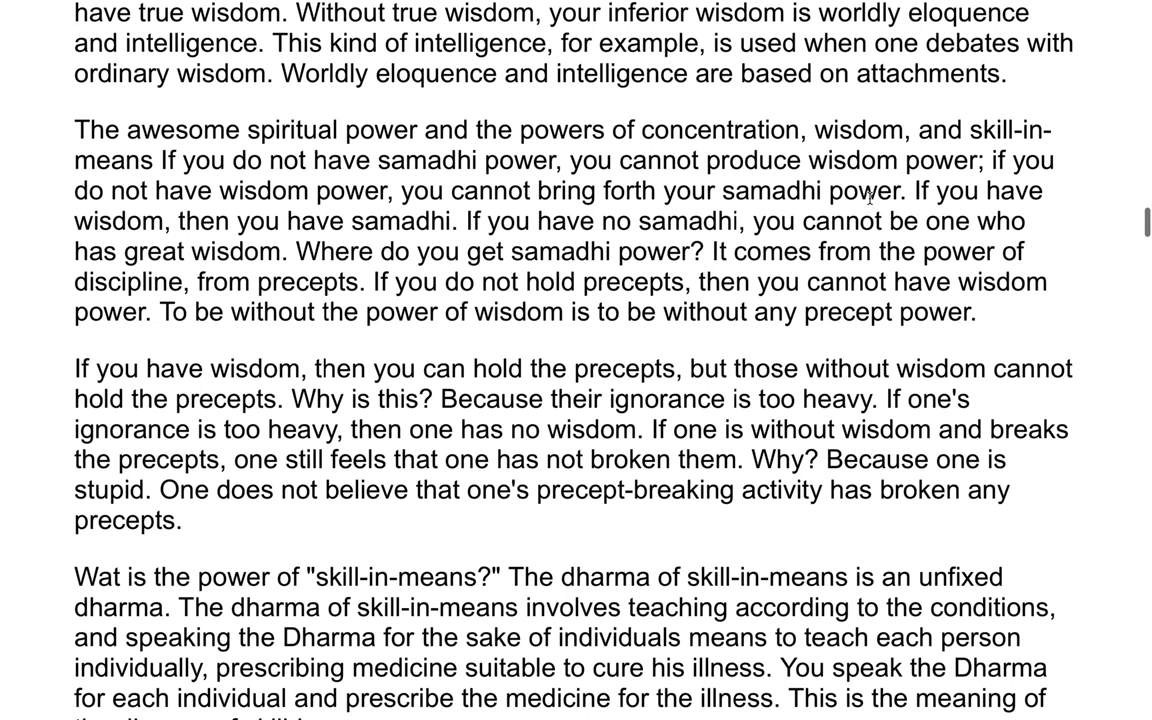 have true wisdom. Without true wisdom, your inferior wisdom is worldly eloquence
and intelligence. This kind of intelligence, for example, is used when one debates with
ordinary wisdom. Worldly eloquence and intelligence are based on attachments.
The awesome spiritual power and the powers of concentration, wisdom, and skill-in-
means If you do not have samadhi power, you cannot produce wisdom power; if you
do not have wisdom power, you cannot bring forth your samadhi power. If you have
wisdom, then you have samadhi. If you have no samadhi, you cannot be one who
has great wisdom. Where do you get samadhi power? It comes from the power of
discipline, from precepts. If you do not hold precepts, then you cannot have wisdom
power. To be without the power of wisdom is to be without any precept power.
If you have wisdom, then you can hold the precepts, but those without wisdom cannot
hold the precepts. Why is this? Because their ignorance is too heavy. If one's
ignorance is too heavy, then one has no wisdom. If one is without wisdom and breaks
the precepts, one still feels that one has not broken them. Why? Because one is
stupid. One does not believe that one's precept-breaking activity has broken any
precepts.
Wat is the power of "skill-in-means?" The dharma of skill-in-means is an unfixed
dharma. The dharma of skill-in-means involves teaching according to the conditions,
and speaking the Dharma for the sake of individuals means to teach each person
individually, prescribing medicine suitable to cure his illness. You speak the Dharma
for each individual and prescribe the medicine for the illness. This is the meaning of